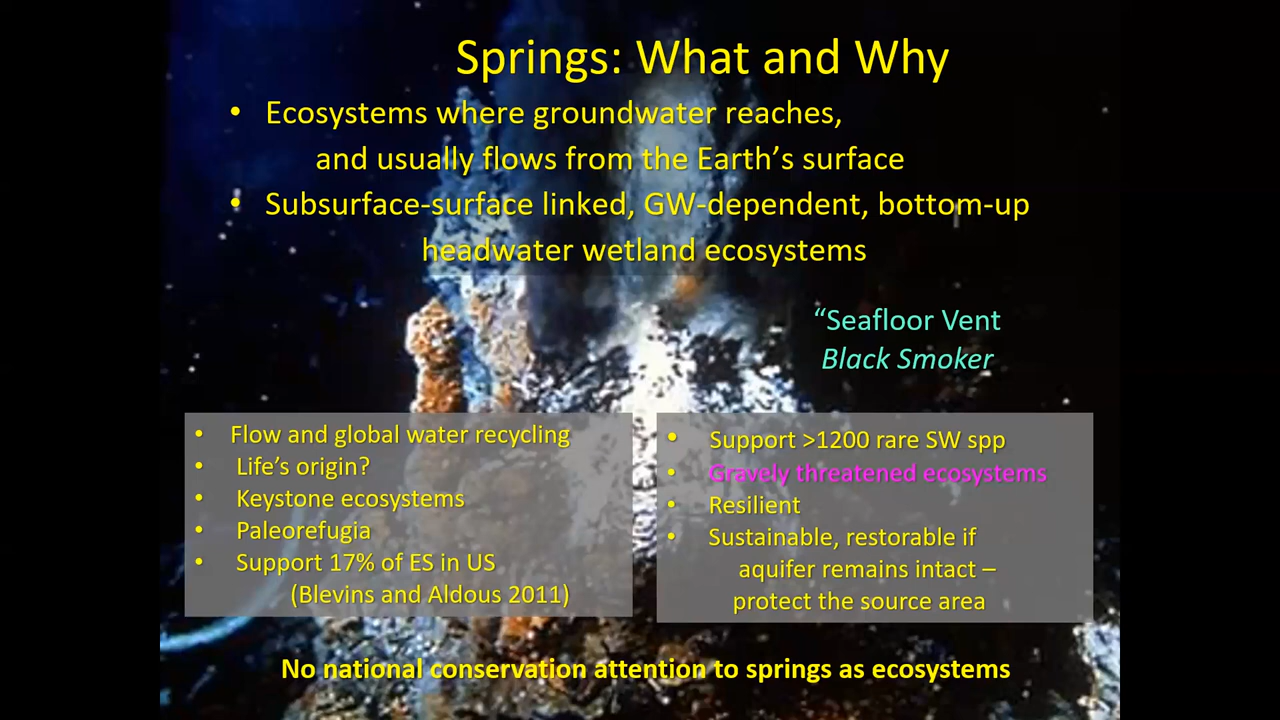 Springs: What and Why
• Ecosystems where groundwater reaches,
and usually flows from the Earth’s surface
• Subsurface-surface linked, GW-dependent, bottom-up
headwater wetland ecosystems
“Seafloor Vent
Black Smoker
• Flow and global water recycling
• Life’s origin?
• Keystone ecosystems
• Paleorefugia
• Support 17% of ES in US
(Blevins and Aldous 2011)
• Support >1200 rare SW spp
• Gravely threatened ecosystems
• Resilient
• Sustainable, restorable if
aquifer remains intact –
protect the source area
No national conservation attention to springs as ecosystems